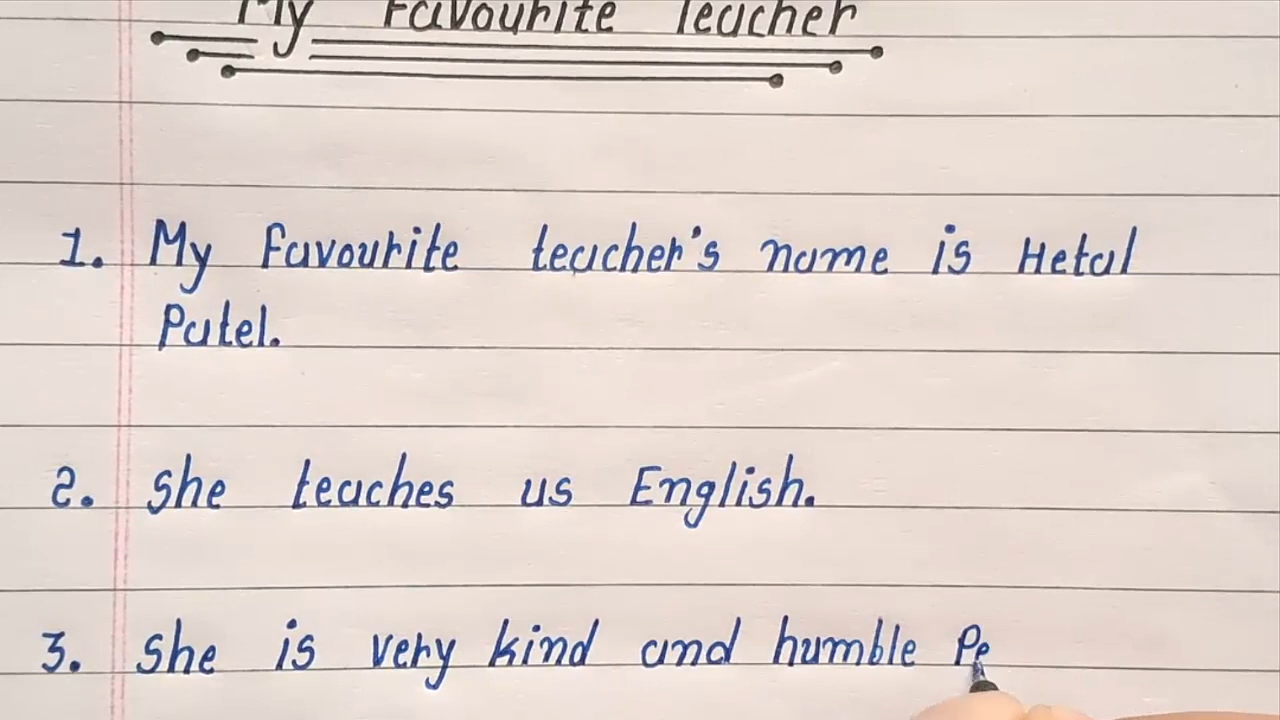 My Favourite Teacher
1. My favourite teacher's name is Hetal
Patel.
2. She teaches us English.
3. She is very kind and humble Pe